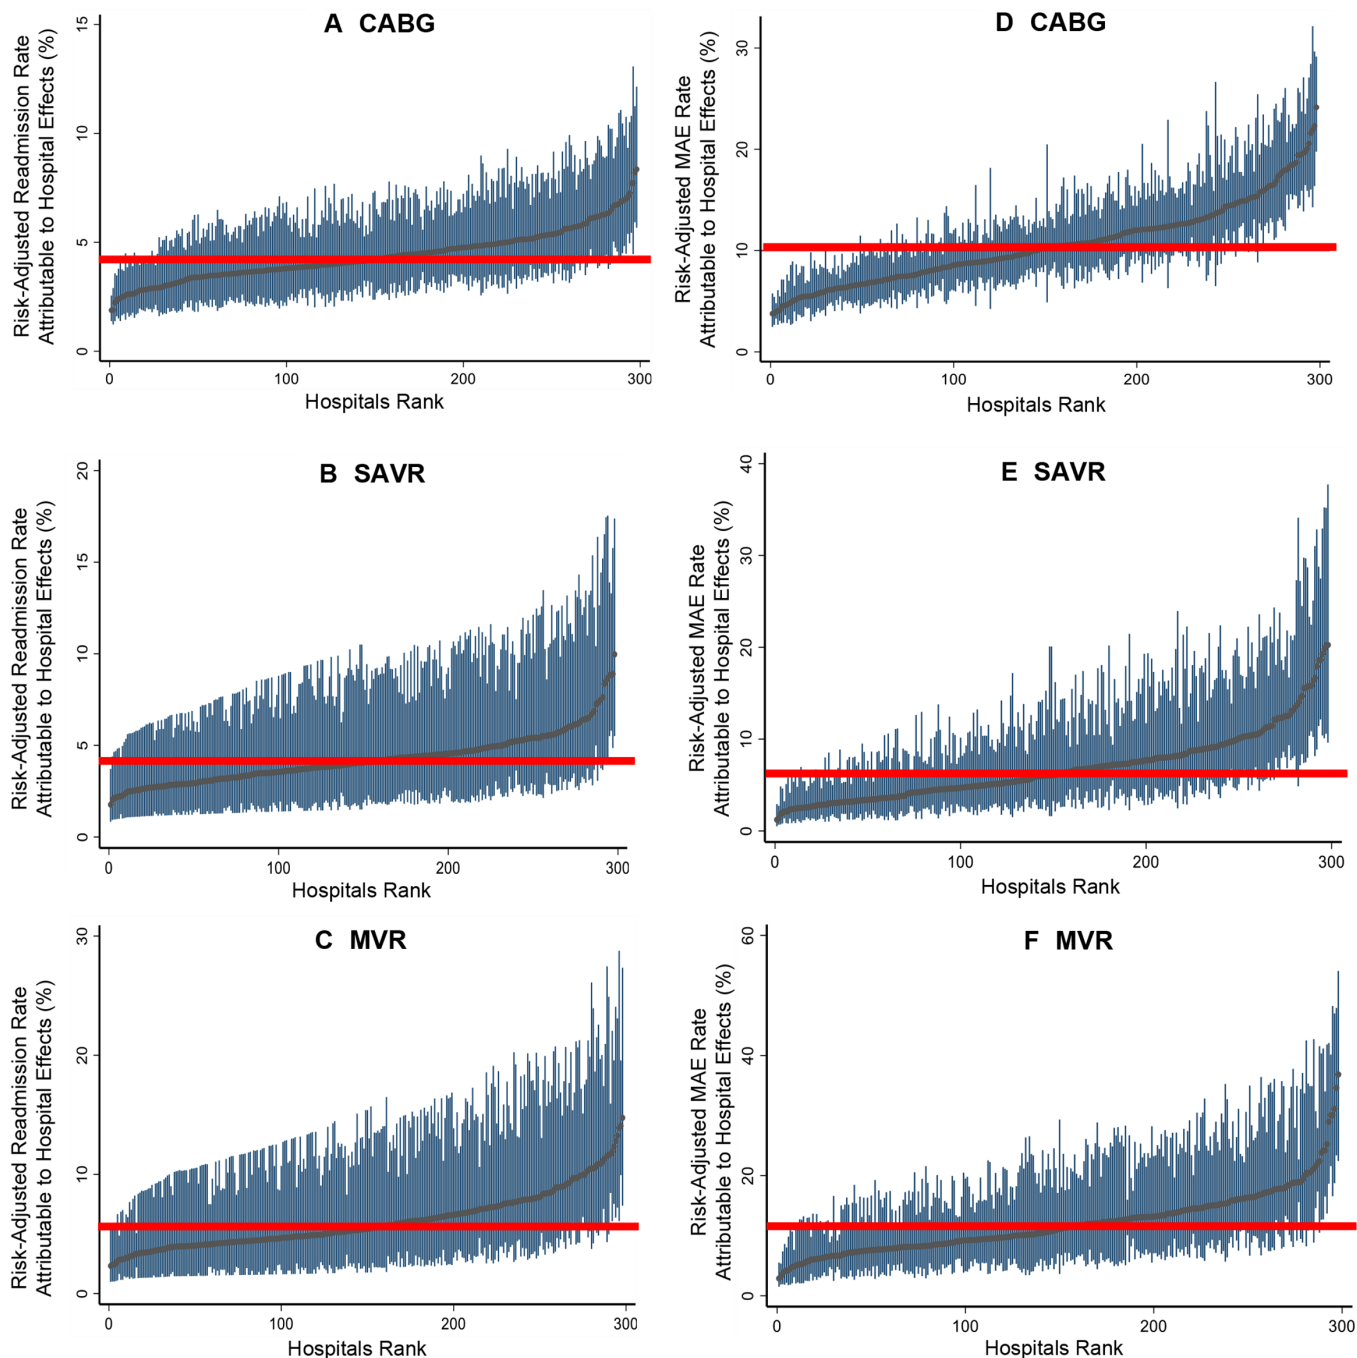 A CABG
Risk-Adjusted Readmission Rate
Attributable to Hospital Effects (%)
15
10
5
0
0 100 200 300
Hospitals Rank
D CABG
Risk-Adjusted MAE Rate
Attributable to Hospital Effects (%)
30
20
10
0
0 100 200 300
Hospitals Rank
B SAVR
Risk-Adjusted Readmission Rate
Attributable to Hospital Effects (%)
20
15
10
5
0
0 100 200 300
Hospitals Rank
E SAVR
Risk-Adjusted MAE Rate
Attributable to Hospital Effects (%)
40
30
20
10
0
0 100 200 300
Hospitals Rank
C MVR
Risk-Adjusted Readmission Rate
Attributable to Hospital Effects (%)
30
20
10
0
0 100 200 300
Hospitals Rank
F MVR
Risk-Adjusted MAE Rate
Attributable to Hospital Effects (%)
60
40
20
0
0 100 200 300
Hospitals Rank